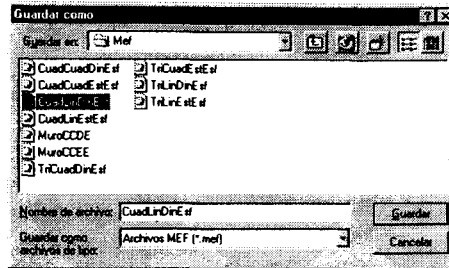 Guardar como
Guardar en: Mef
CuadCuadDinEsf
CuadCuadEstEsf
CuadLinDinEsf
CuadLinEstEsf
MuroCCDE
MuroCCEE
TriCuadDinEsf
TriCuadEstEsf
TriLinDinEsf
TriLinEstEsf
Nombre de archivo: CuadLinDinEsf
Guardar
Guardar como archivos de tipo: Archivos MEF (*.mef)
Cancelar